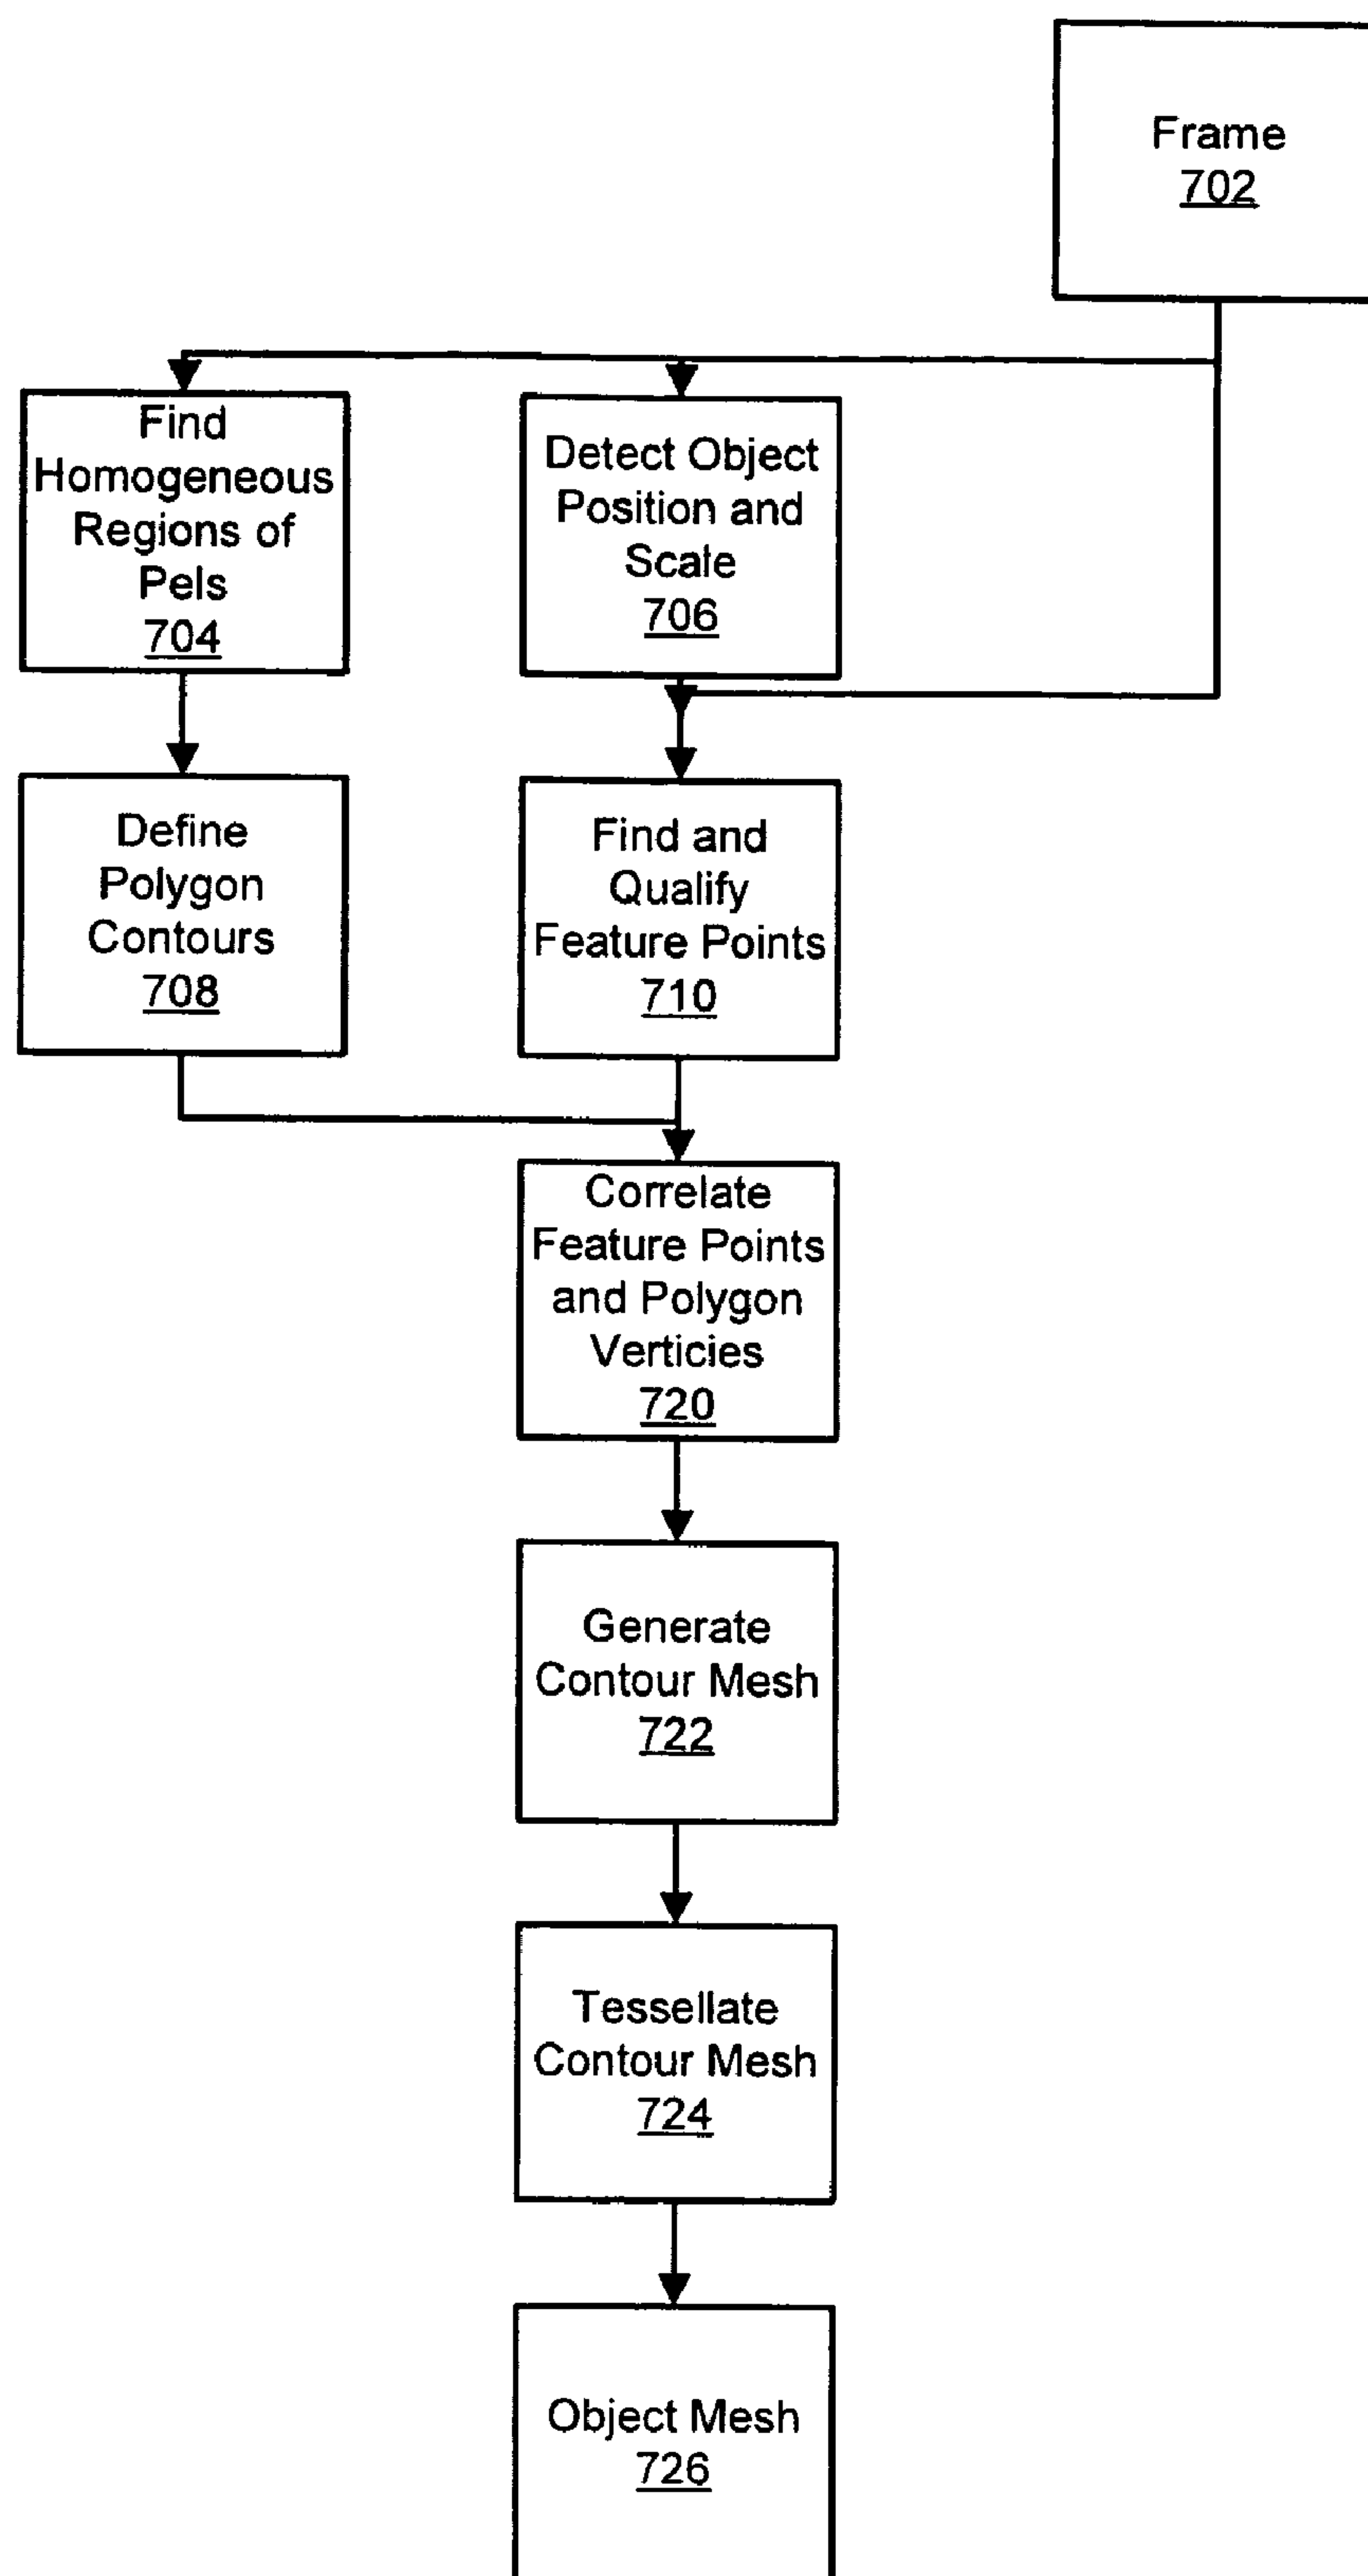 Frame
702
Find
Homogeneous
Regions of
Pels
704
Detect Object
Position and
Scale
706
Define
Polygon
Contours
708
Find and
Qualify
Feature Points
710
Correlate
Feature Points
and Polygon
Verticies
720
Generate
Contour Mesh
722
Tessellate
Contour Mesh
724
Object Mesh
726